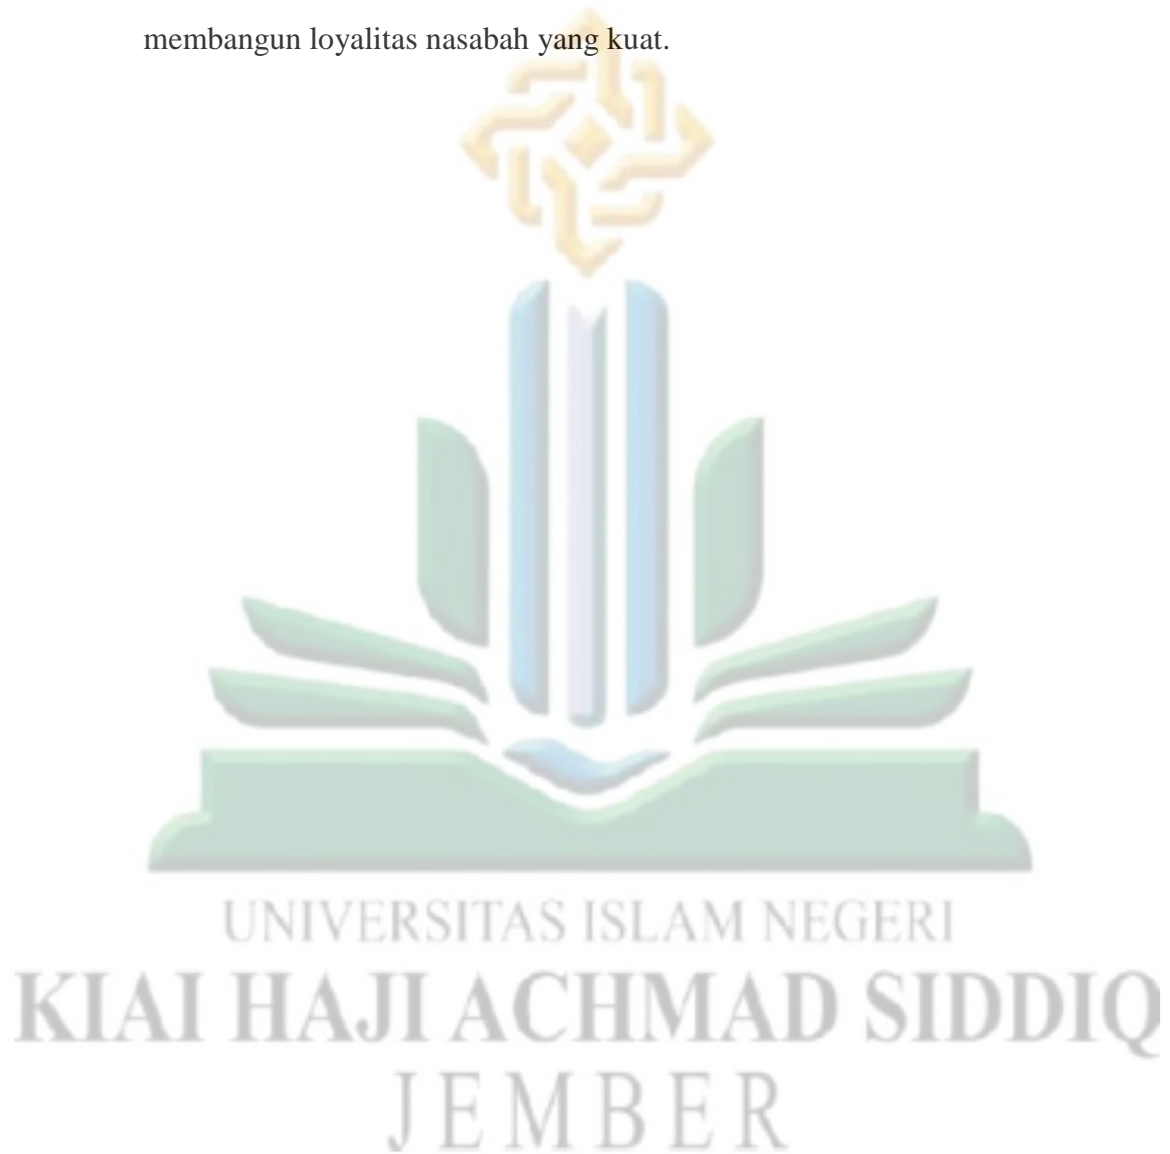 membangun loyalitas nasabah yang kuat.
UNIVERSITAS ISLAM NEGERI
KIAI HAJI ACHMAD SIDDIQ
JEMBER